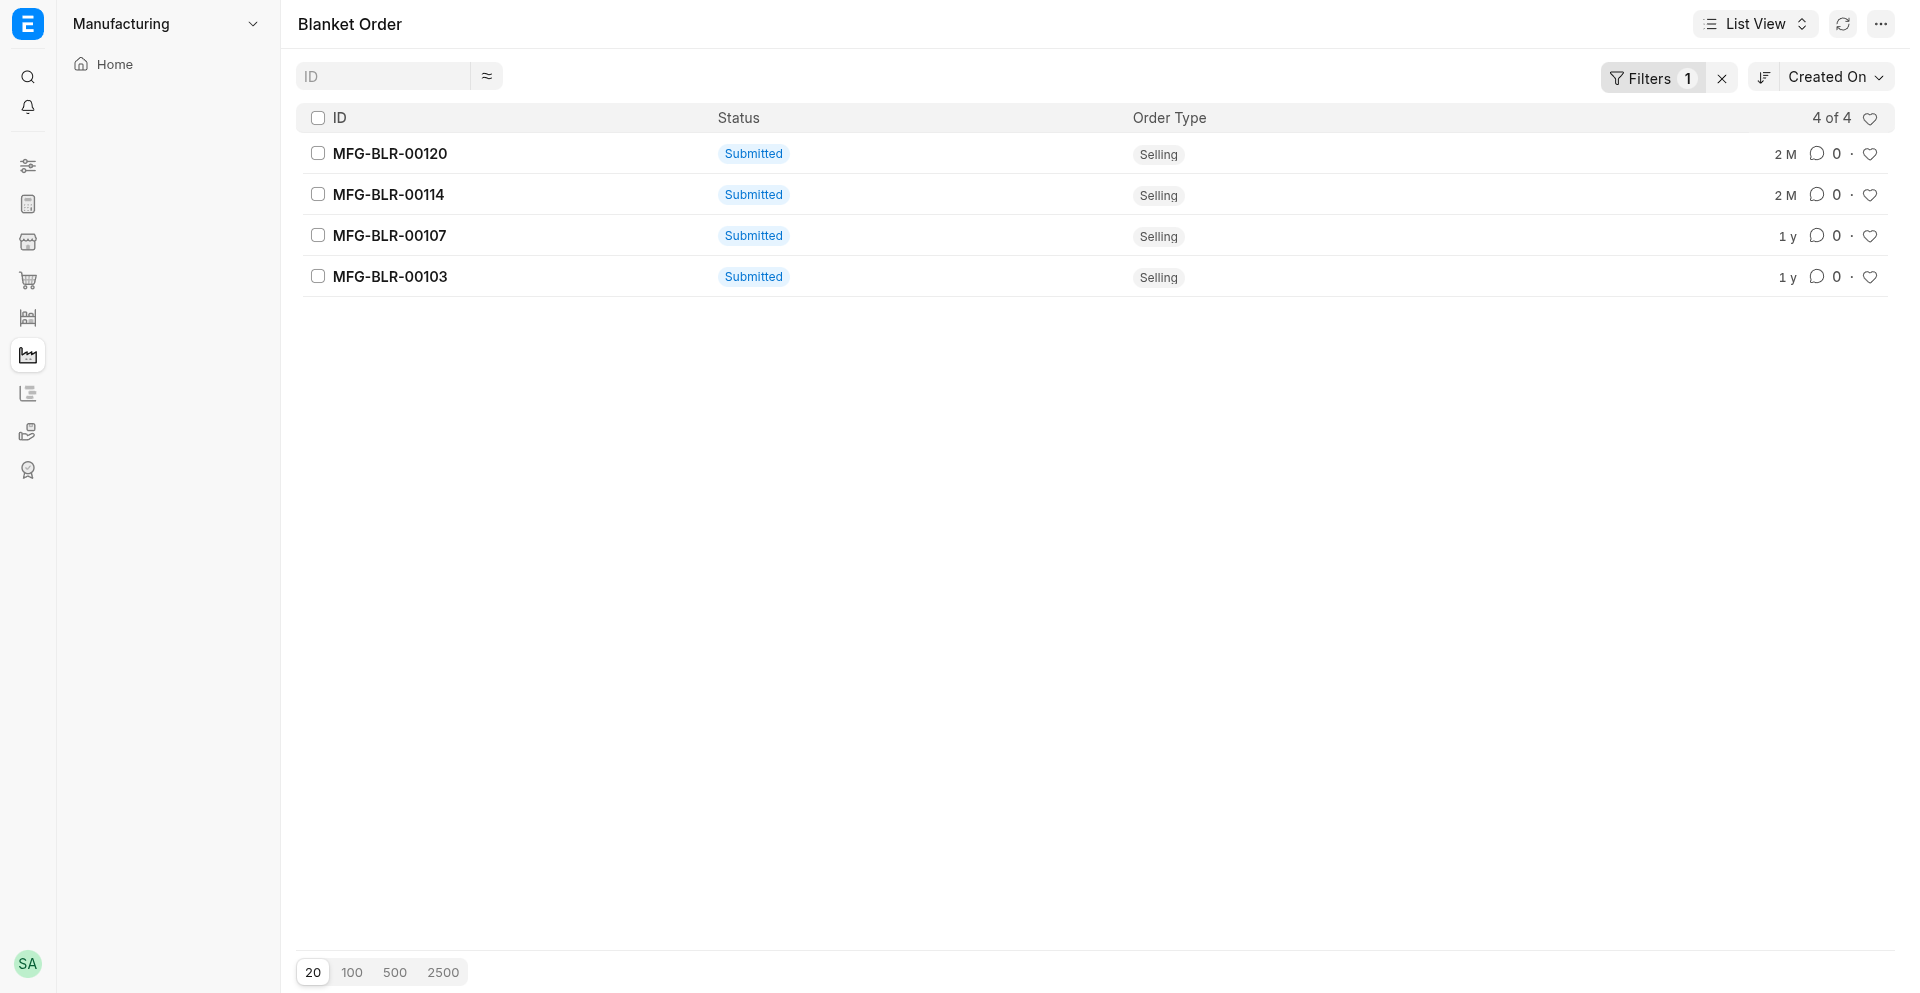 Manufacturing
Home
SA
Blanket Order
List View
ID
≈
Filters 1
Created On
ID Status Order Type 4 of 4
MFG-BLR-00120 Submitted Selling 2 M 0 ·
MFG-BLR-00114 Submitted Selling 2 M 0 ·
MFG-BLR-00107 Submitted Selling 1 y 0 ·
MFG-BLR-00103 Submitted Selling 1 y 0 ·
20 100 500 2500